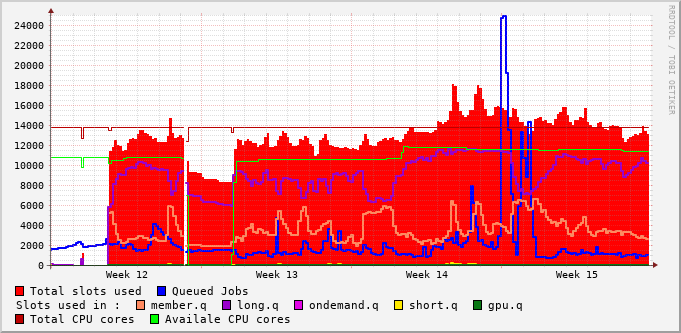 RRDTOOL / TOBI OETIKER
24000
22000
20000
18000
16000
14000
12000
10000
8000
6000
4000
2000
0
Week 12 Week 13 Week 14 Week 15
Total slots used Queued Jobs
Slots used in : member.q long.q ondemand.q short.q gpu.q
Total CPU cores Availale CPU cores